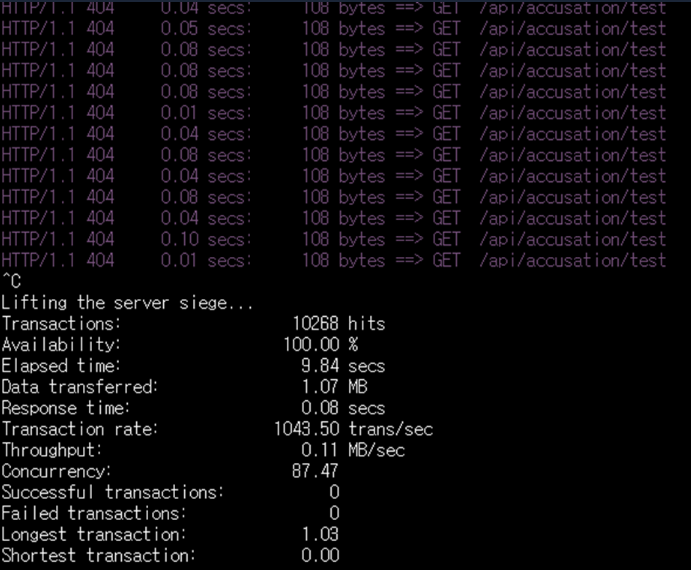 HTTP/1.1 404 0.04 secs: 108 bytes ==> GET /api/accusation/test
HTTP/1.1 404 0.05 secs: 108 bytes ==> GET /api/accusation/test
HTTP/1.1 404 0.08 secs: 108 bytes ==> GET /api/accusation/test
HTTP/1.1 404 0.08 secs: 108 bytes ==> GET /api/accusation/test
HTTP/1.1 404 0.08 secs: 108 bytes ==> GET /api/accusation/test
HTTP/1.1 404 0.01 secs: 108 bytes ==> GET /api/accusation/test
HTTP/1.1 404 0.04 secs: 108 bytes ==> GET /api/accusation/test
HTTP/1.1 404 0.08 secs: 108 bytes ==> GET /api/accusation/test
HTTP/1.1 404 0.04 secs: 108 bytes ==> GET /api/accusation/test
HTTP/1.1 404 0.08 secs: 108 bytes ==> GET /api/accusation/test
HTTP/1.1 404 0.04 secs: 108 bytes ==> GET /api/accusation/test
HTTP/1.1 404 0.10 secs: 108 bytes ==> GET /api/accusation/test
HTTP/1.1 404 0.01 secs: 108 bytes ==> GET /api/accusation/test
^C
Lifting the server siege...
Transactions: 10268 hits
Availability: 100.00 %
Elapsed time: 9.84 secs
Data transferred: 1.07 MB
Response time: 0.08 secs
Transaction rate: 1043.50 trans/sec
Throughput: 0.11 MB/sec
Concurrency: 87.47
Successful transactions: 0
Failed transactions: 0
Longest transaction: 1.03
Shortest transaction: 0.00